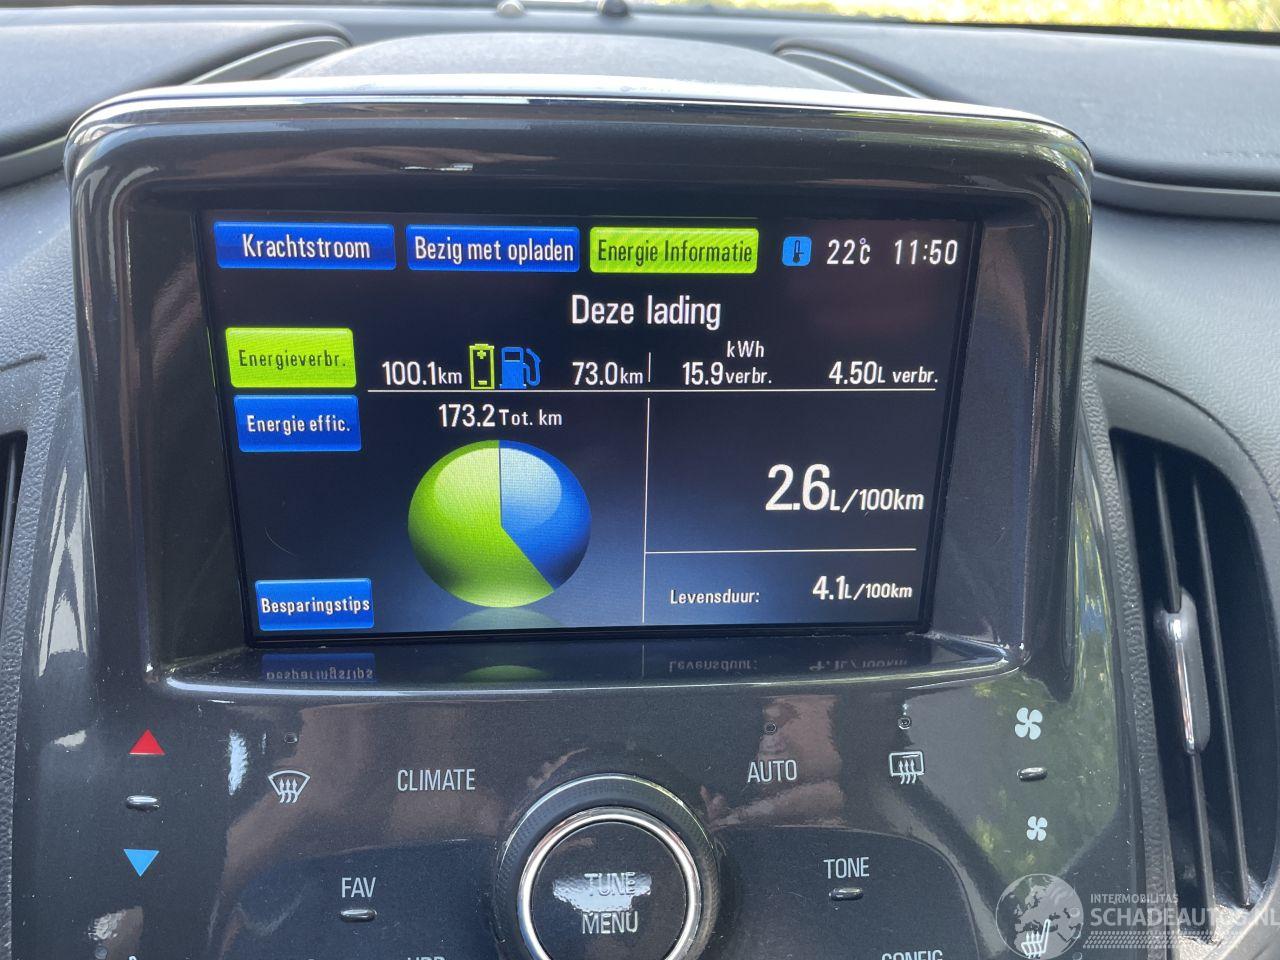 Krachtstroom Bezig met opladen Energie Informatie 22°C 11:50
Deze lading
Energieverbr.
kWh
100.1km 73.0km 15.9verbr. 4.50L verbr.
173.2 Tot. km
Energie effic.
2.6L/100km
Besparingstips
Levensduur: 4.1L/100km
CLIMATE AUTO
FAV TUNE TONE
MENU
INTERMOBILITAS
SCHADEAUTOS.NL
CONFIG